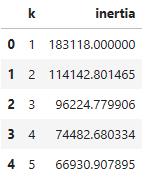 k inertia
0 1 183118.000000
1 2 114142.801465
2 3 96224.779906
3 4 74482.680334
4 5 66930.907895